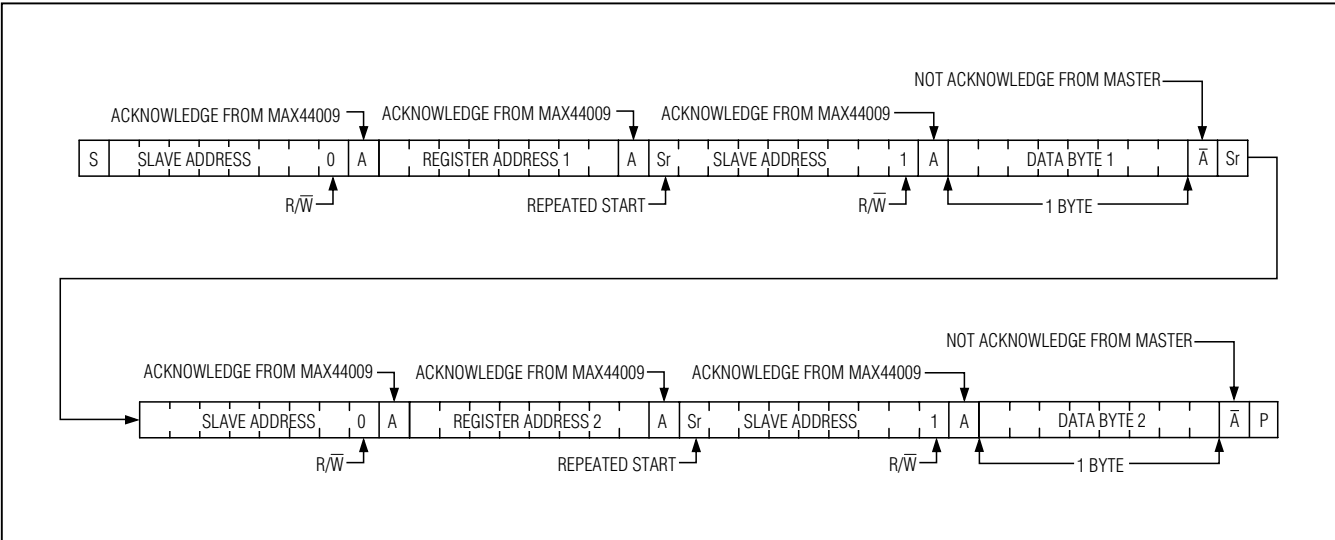 NOT ACKNOWLEDGE FROM MASTER
ACKNOWLEDGE FROM MAX44009 ACKNOWLEDGE FROM MAX44009 ACKNOWLEDGE FROM MAX44009
S SLAVE ADDRESS 0 A REGISTER ADDRESS 1 A Sr SLAVE ADDRESS 1 A DATA BYTE 1 A̅ Sr
R/W̅ REPEATED START R/W̅ 1 BYTE
NOT ACKNOWLEDGE FROM MASTER
ACKNOWLEDGE FROM MAX44009 ACKNOWLEDGE FROM MAX44009 ACKNOWLEDGE FROM MAX44009
SLAVE ADDRESS 0 A REGISTER ADDRESS 2 A Sr SLAVE ADDRESS 1 A DATA BYTE 2 A̅ P
R/W̅ REPEATED START R/W̅ 1 BYTE